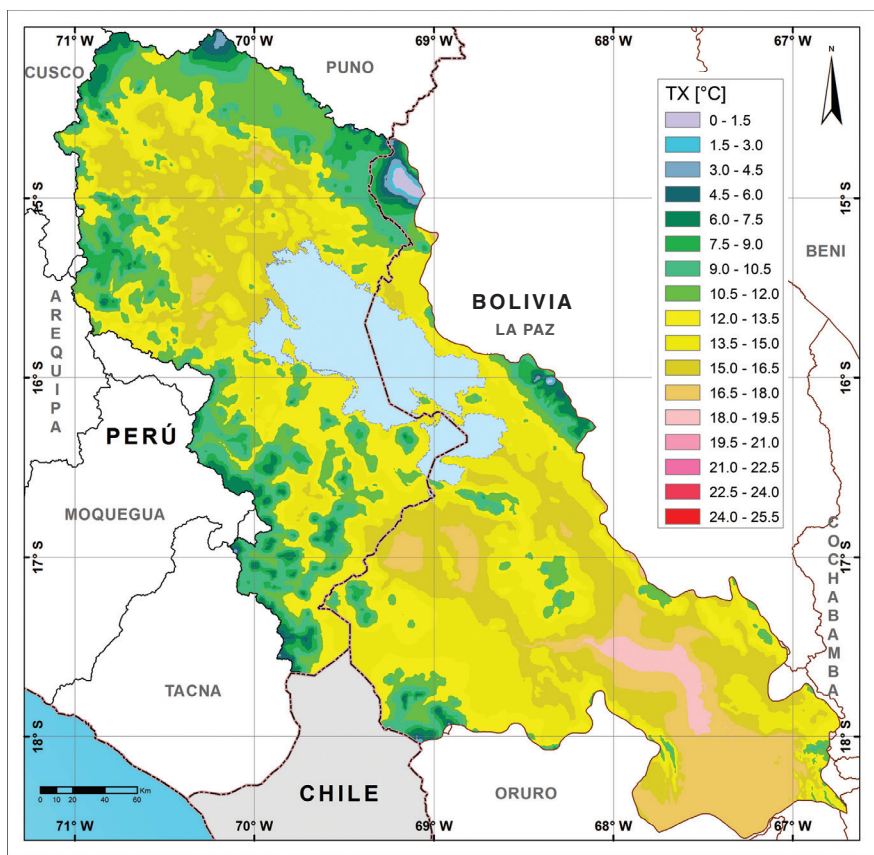 71°W 70°W 69°W 68°W 67°W
CUSCO
PUNO
N
TX [°C]
0 - 1.5
1.5 - 3.0
3.0 - 4.5
4.5 - 6.0
6.0 - 7.5
7.5 - 9.0
9.0 - 10.5
10.5 - 12.0
12.0 - 13.5
13.5 - 15.0
15.0 - 16.5
16.5 - 18.0
18.0 - 19.5
19.5 - 21.0
21.0 - 22.5
22.5 - 24.0
24.0 - 25.5
15°S
15°S
BENI
AREQUIPA
BOLIVIA
LA PAZ
16°S
16°S
PERÚ
MOQUEGUA
17°S
17°S
COCHABAMBA
TACNA
18°S
18°S
0 10 20 40 60 Km
CHILE
ORURO
71°W 70°W 69°W 68°W 67°W